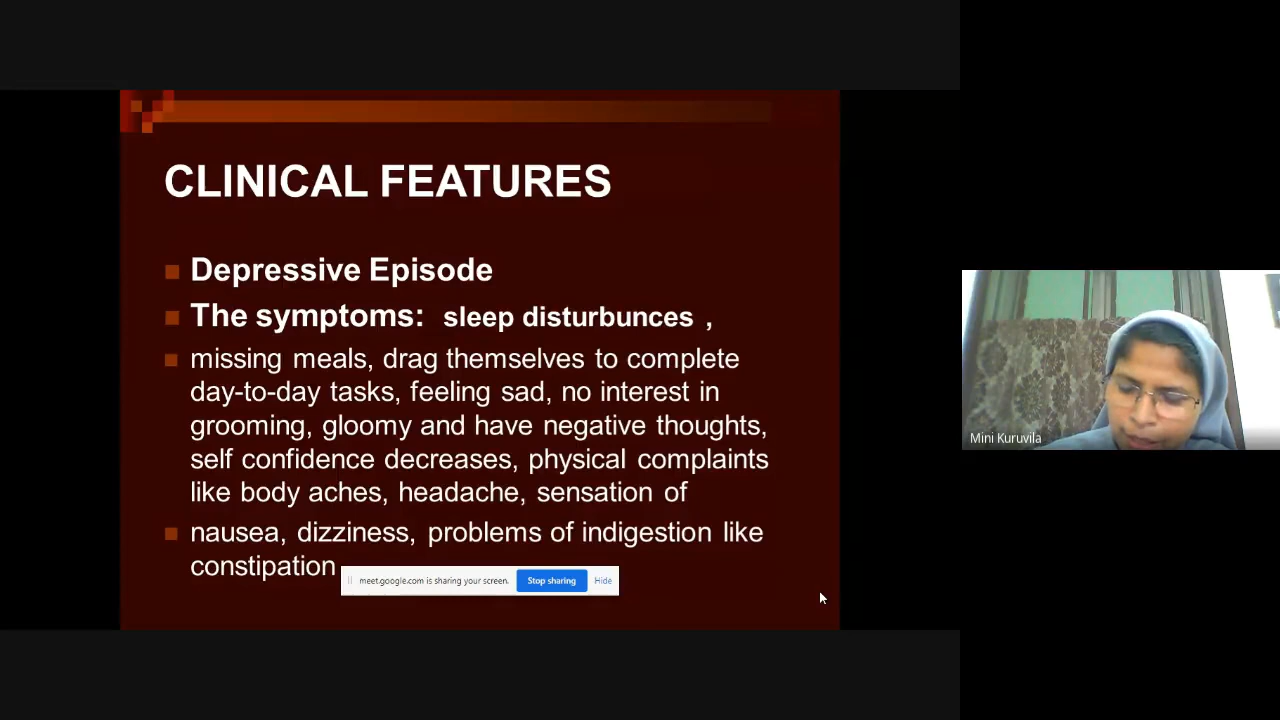 CLINICAL FEATURES
Depressive Episode
The symptoms: sleep disturbunces ,
missing meals, drag themselves to complete
day-to-day tasks, feeling sad, no interest in
grooming, gloomy and have negative thoughts,
self confidence decreases, physical complaints
like body aches, headache, sensation of
nausea, dizziness, problems of indigestion like
constipation
meet.google.com is sharing your screen. Stop sharing Hide
Mini Kuruvila